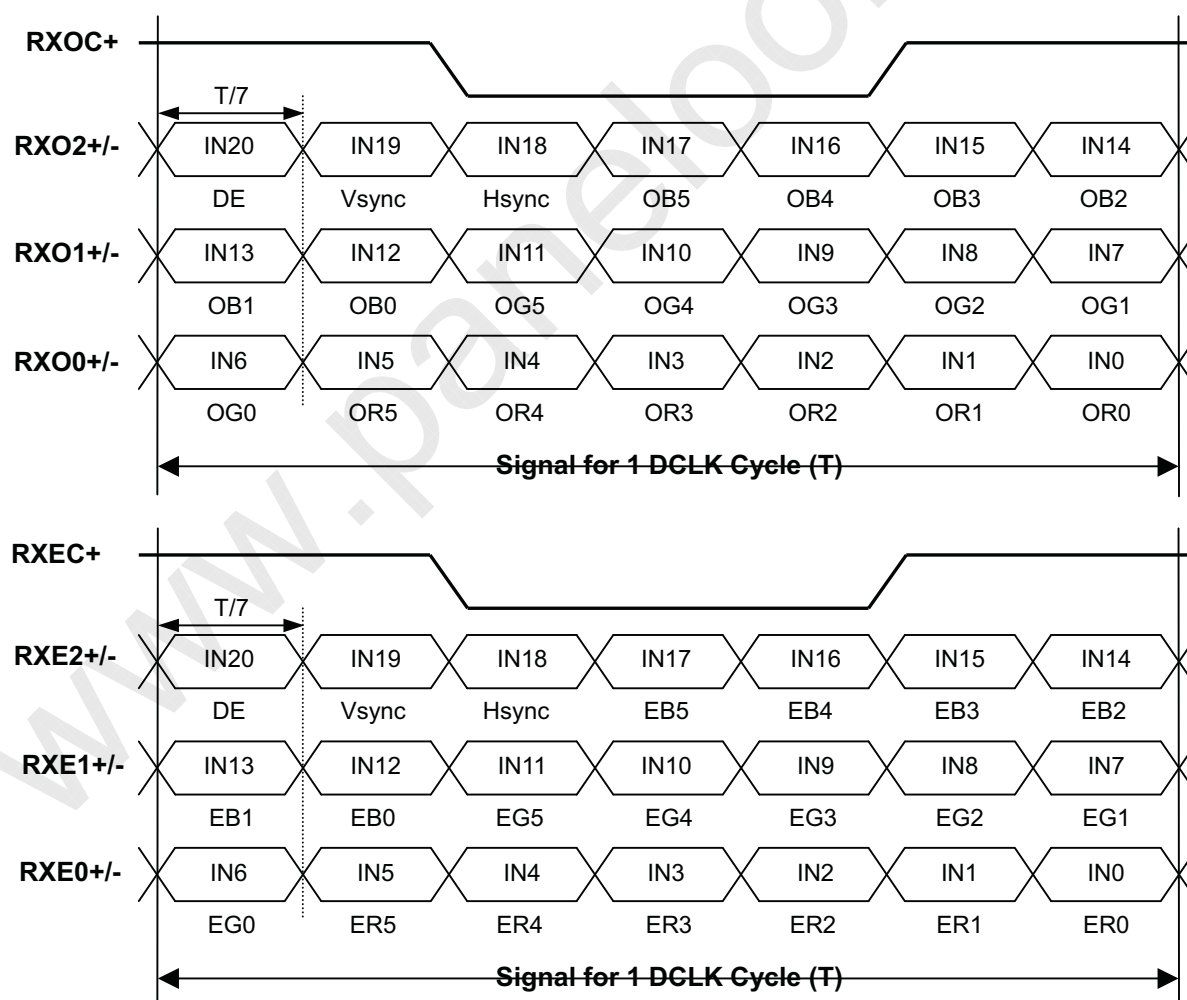 RXOC+
T/7
RXO2+/- IN20 IN19 IN18 IN17 IN16 IN15 IN14
DE Vsync Hsync OB5 OB4 OB3 OB2
RXO1+/- IN13 IN12 IN11 IN10 IN9 IN8 IN7
OB1 OB0 OG5 OG4 OG3 OG2 OG1
RXO0+/- IN6 IN5 IN4 IN3 IN2 IN1 IN0
OG0 OR5 OR4 OR3 OR2 OR1 OR0
Signal for 1 DCLK Cycle (T)
RXEC+
T/7
RXE2+/- IN20 IN19 IN18 IN17 IN16 IN15 IN14
DE Vsync Hsync EB5 EB4 EB3 EB2
RXE1+/- IN13 IN12 IN11 IN10 IN9 IN8 IN7
EB1 EB0 EG5 EG4 EG3 EG2 EG1
RXE0+/- IN6 IN5 IN4 IN3 IN2 IN1 IN0
EG0 ER5 ER4 ER3 ER2 ER1 ER0
Signal for 1 DCLK Cycle (T)
www.paneloo